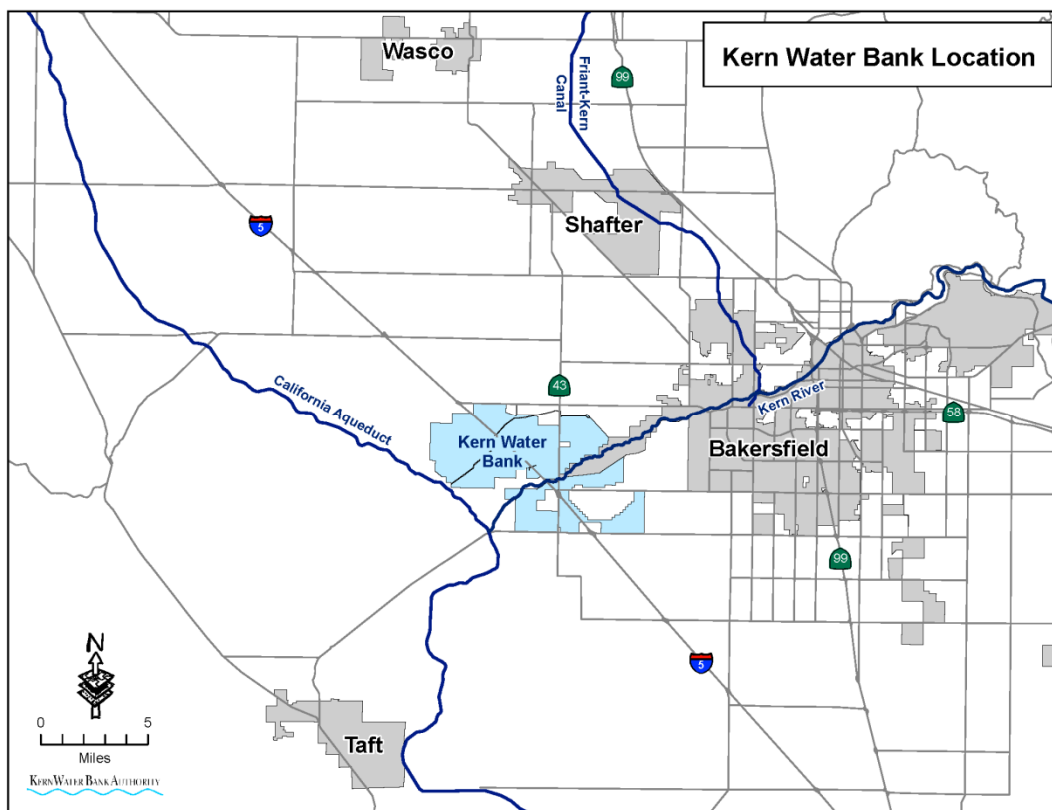 Kern Water Bank Location
Wasco
Friant-Kern
Canal
99
Shafter
5
43
California Aqueduct
Kern Water
Bank
Kern River
58
Bakersfield
99
5
N
0 5
Miles
Taft
KERN WATER BANK AUTHORITY